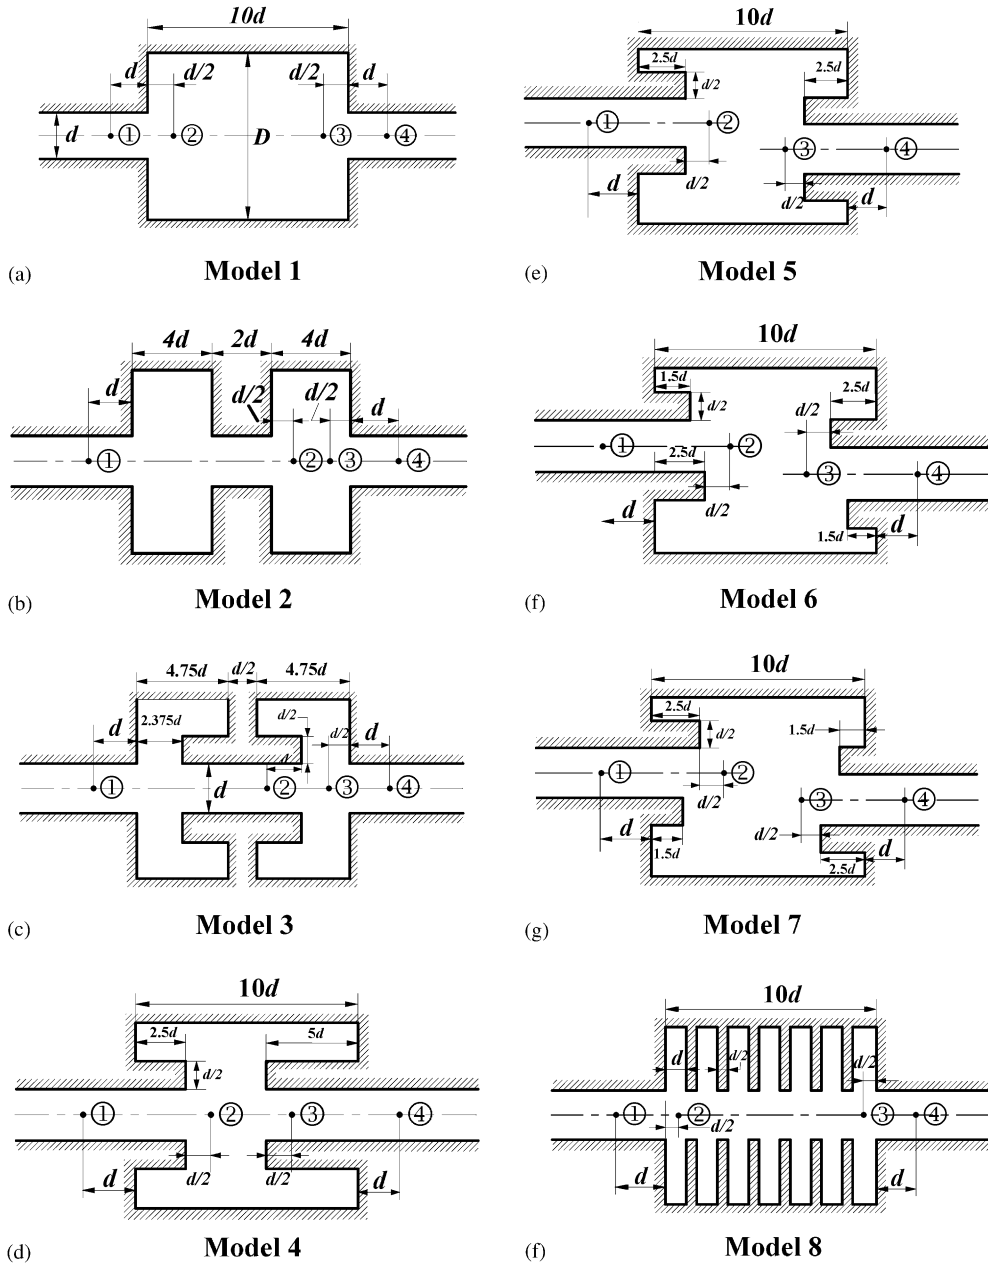 10d
d
d/2
d/2
d
d
①
②
D
③
④
(a)
Model 1
4d
2d
4d
d
d/2
d/2
d
①
②
③
④
(b)
Model 2
4.75d
d/2
4.75d
d
2.375d
d/2
d/2
d
d
①
d
②
③
④
(c)
Model 3
10d
2.5d
5d
d/2
①
②
③
④
d
d/2
d/2
d
(d)
Model 4
10d
2.5d
2.5d
d/2
①
②
③
④
d/2
d
d/2
d
(e)
Model 5
10d
1.5d
2.5d
d/2
d/2
①
②
2.5d
③
④
d
d/2
1.5d
d
(f)
Model 6
10d
2.5d
1.5d
d/2
①
②
d/2
③
④
d
d/2
d
1.5d
2.5d
(g)
Model 7
10d
d
d/2
d/2
①
②
③
④
d/2
d
d
(f)
Model 8